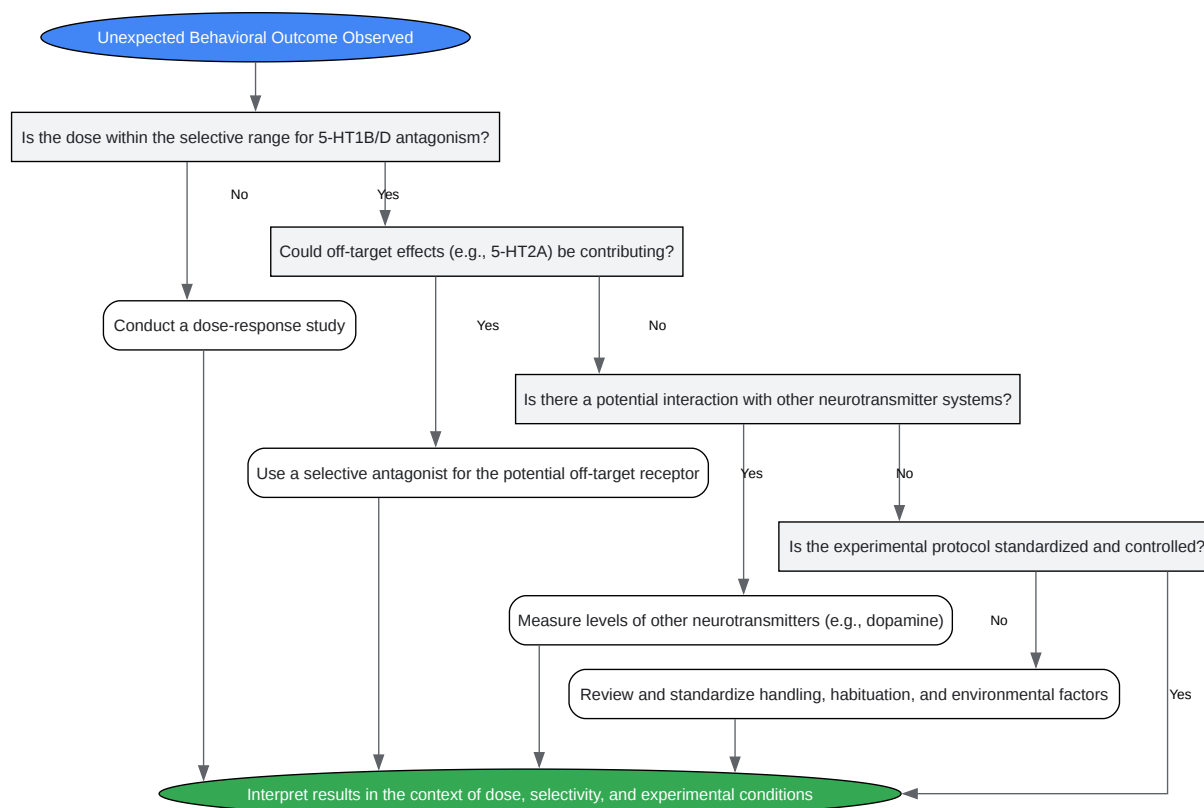 Unexpected Behavioral Outcome Observed
Is the dose within the selective range for 5-HT1B/D antagonism?
No
Yes
Could off-target effects (e.g., 5-HT2A) be contributing?
Conduct a dose-response study
Yes
No
Is there a potential interaction with other neurotransmitter systems?
Use a selective antagonist for the potential off-target receptor
Yes
No
Is the experimental protocol standardized and controlled?
Measure levels of other neurotransmitters (e.g., dopamine)
No
Review and standardize handling, habituation, and environmental factors
Yes
Interpret results in the context of dose, selectivity, and experimental conditions